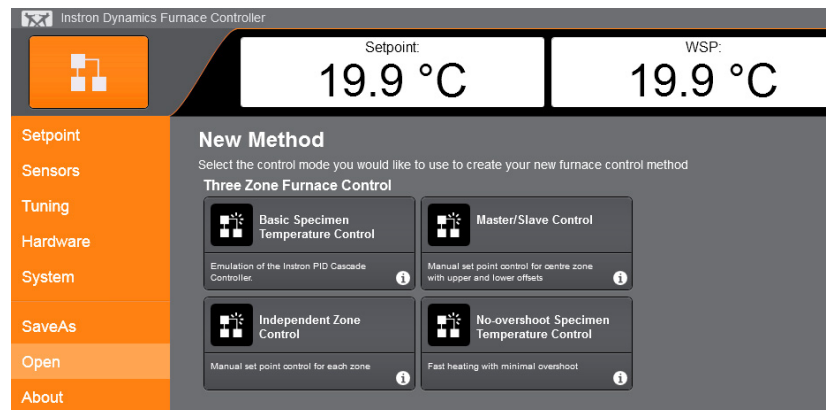 Instron Dynamics Furnace Controller
Setpoint:
19.9 °C
WSP:
19.9 °C
Setpoint
Sensors
Tuning
Hardware
System
SaveAs
Open
About
New Method
Select the control mode you would like to use to create your new furnace control method
Three Zone Furnace Control
Basic Specimen
Temperature Control
Emulation of the Instron PID Cascade
Controller.
Master/Slave Control
Manual set point control for centre zone
with upper and lower offsets
Independent Zone
Control
Manual set point control for each zone
No-overshoot Specimen
Temperature Control
Fast heating with minimal overshoot